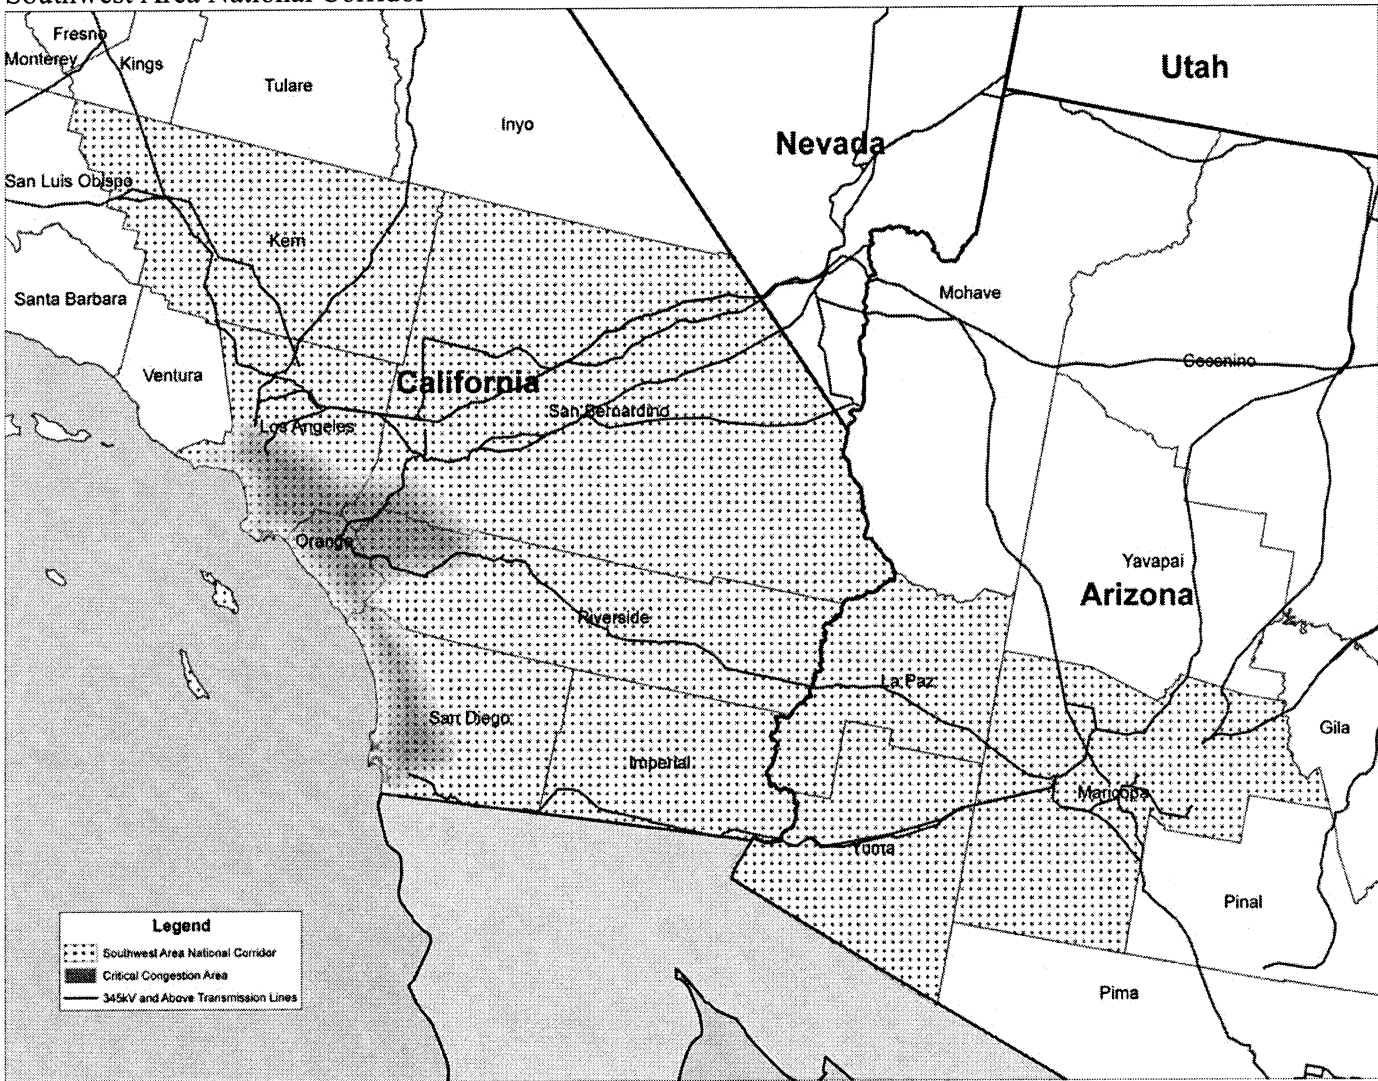 Southwest Area National Corridor
Fresno
Monterey
Kings
Tulare
Inyo
Utah
Nevada
San Luis Obispo
Kern
Santa Barbara
Mohave
Ventura
California
Coconino
San Bernardino
Los Angeles
Orange
Yavapai
Arizona
Riverside
La Paz
San Diego
Gila
Imperial
Maricopa
Yuma
Pinal
Pima
Legend
Southwest Area National Corridor
Critical Congestion Area
345kV and Above Transmission Lines